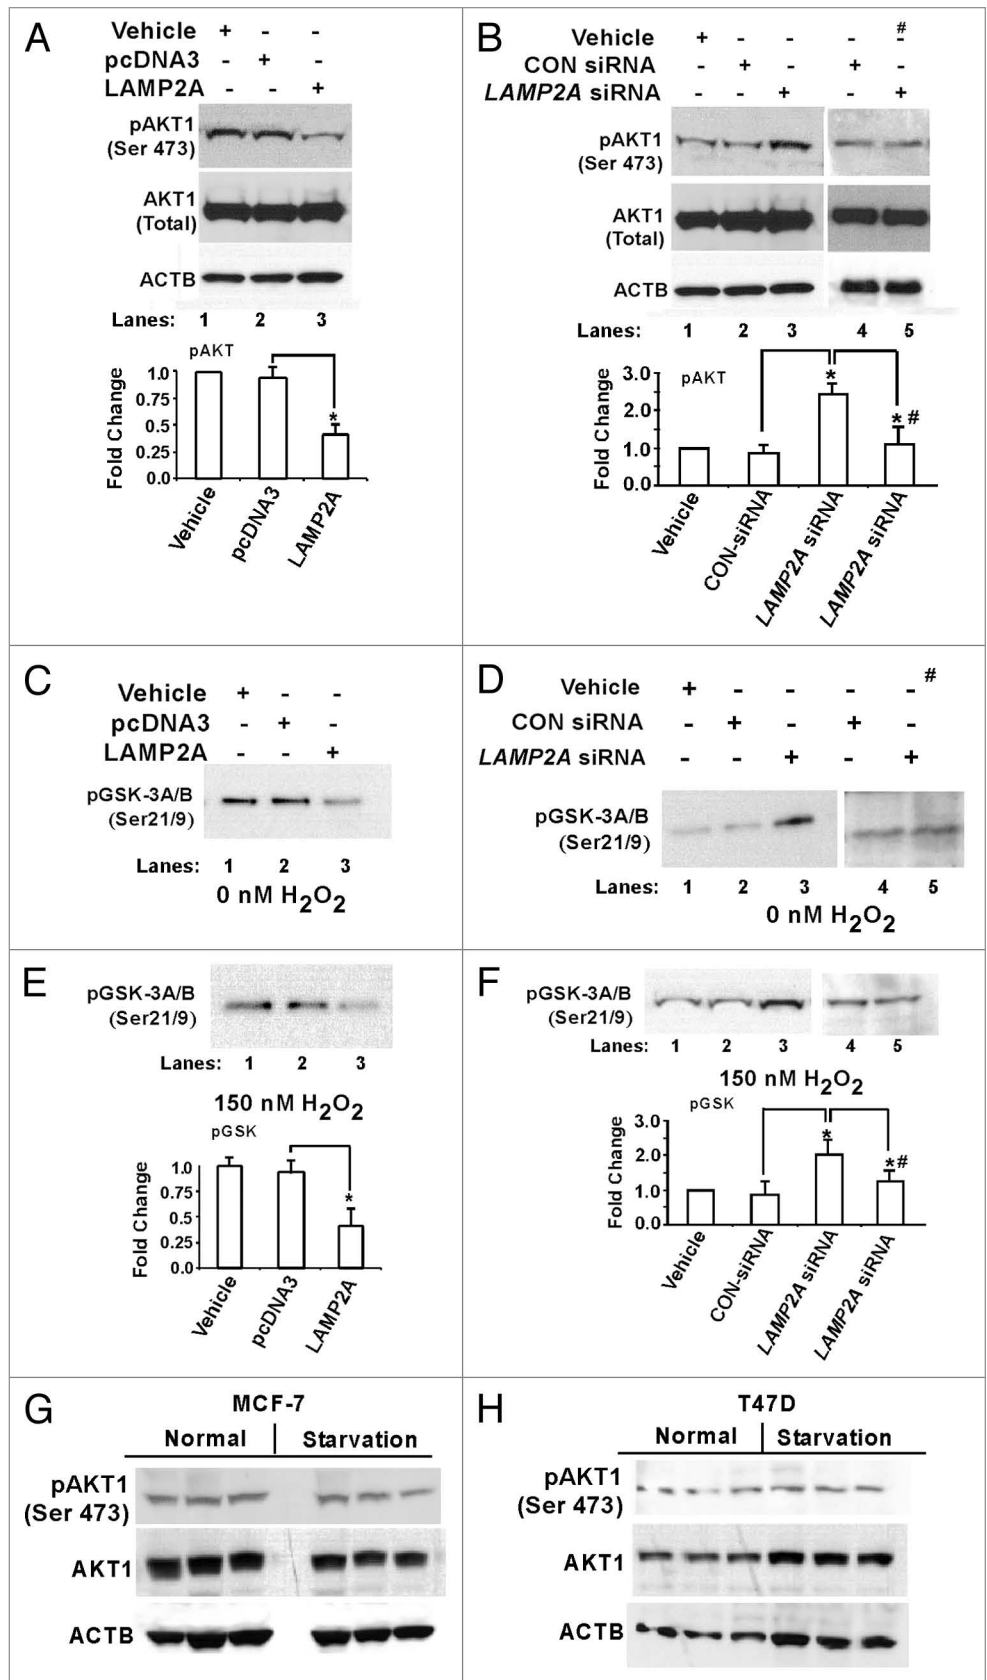 A
Vehicle + - -
pcDNA3 - + -
LAMP2A - - +
pAKT1
(Ser 473)
AKT1
(Total)
ACTB
Lanes: 1 2 3
pAKT
Fold Change
1.0
0.75
0.5
0.25
0.0
*
Vehicle
pcDNA3
LAMP2A
B
#
Vehicle + - - - -
CON siRNA - + - + -
LAMP2A siRNA - - + - +
pAKT1
(Ser 473)
AKT1
(Total)
ACTB
Lanes: 1 2 3 4 5
pAKT
Fold Change
3.0
2.0
1.0
0.0
*
*#
Vehicle
CON-siRNA
LAMP2A siRNA
LAMP2A siRNA
C
Vehicle + - -
pcDNA3 - + -
LAMP2A - - +
pGSK-3A/B
(Ser21/9)
Lanes: 1 2 3
0 nM H2O2
D
Vehicle + - - - - #
CON siRNA - + - + -
LAMP2A siRNA - - + - +
pGSK-3A/B
(Ser21/9)
Lanes: 1 2 3 4 5
0 nM H2O2
E
pGSK-3A/B
(Ser21/9)
Lanes: 1 2 3
150 nM H2O2
pGSK
Fold Change
1.0
0.75
0.5
0.25
0.0
*
Vehicle
pcDNA3
LAMP2A
F
pGSK-3A/B
(Ser21/9)
Lanes: 1 2 3 4 5
150 nM H2O2
pGSK
Fold Change
3.0
2.0
1.0
0.0
*
*#
Vehicle
CON-siRNA
LAMP2A siRNA
LAMP2A siRNA
G
MCF-7
Normal Starvation
pAKT1
(Ser 473)
AKT1
ACTB
H
T47D
Normal Starvation
pAKT1
(Ser 473)
AKT1
ACTB